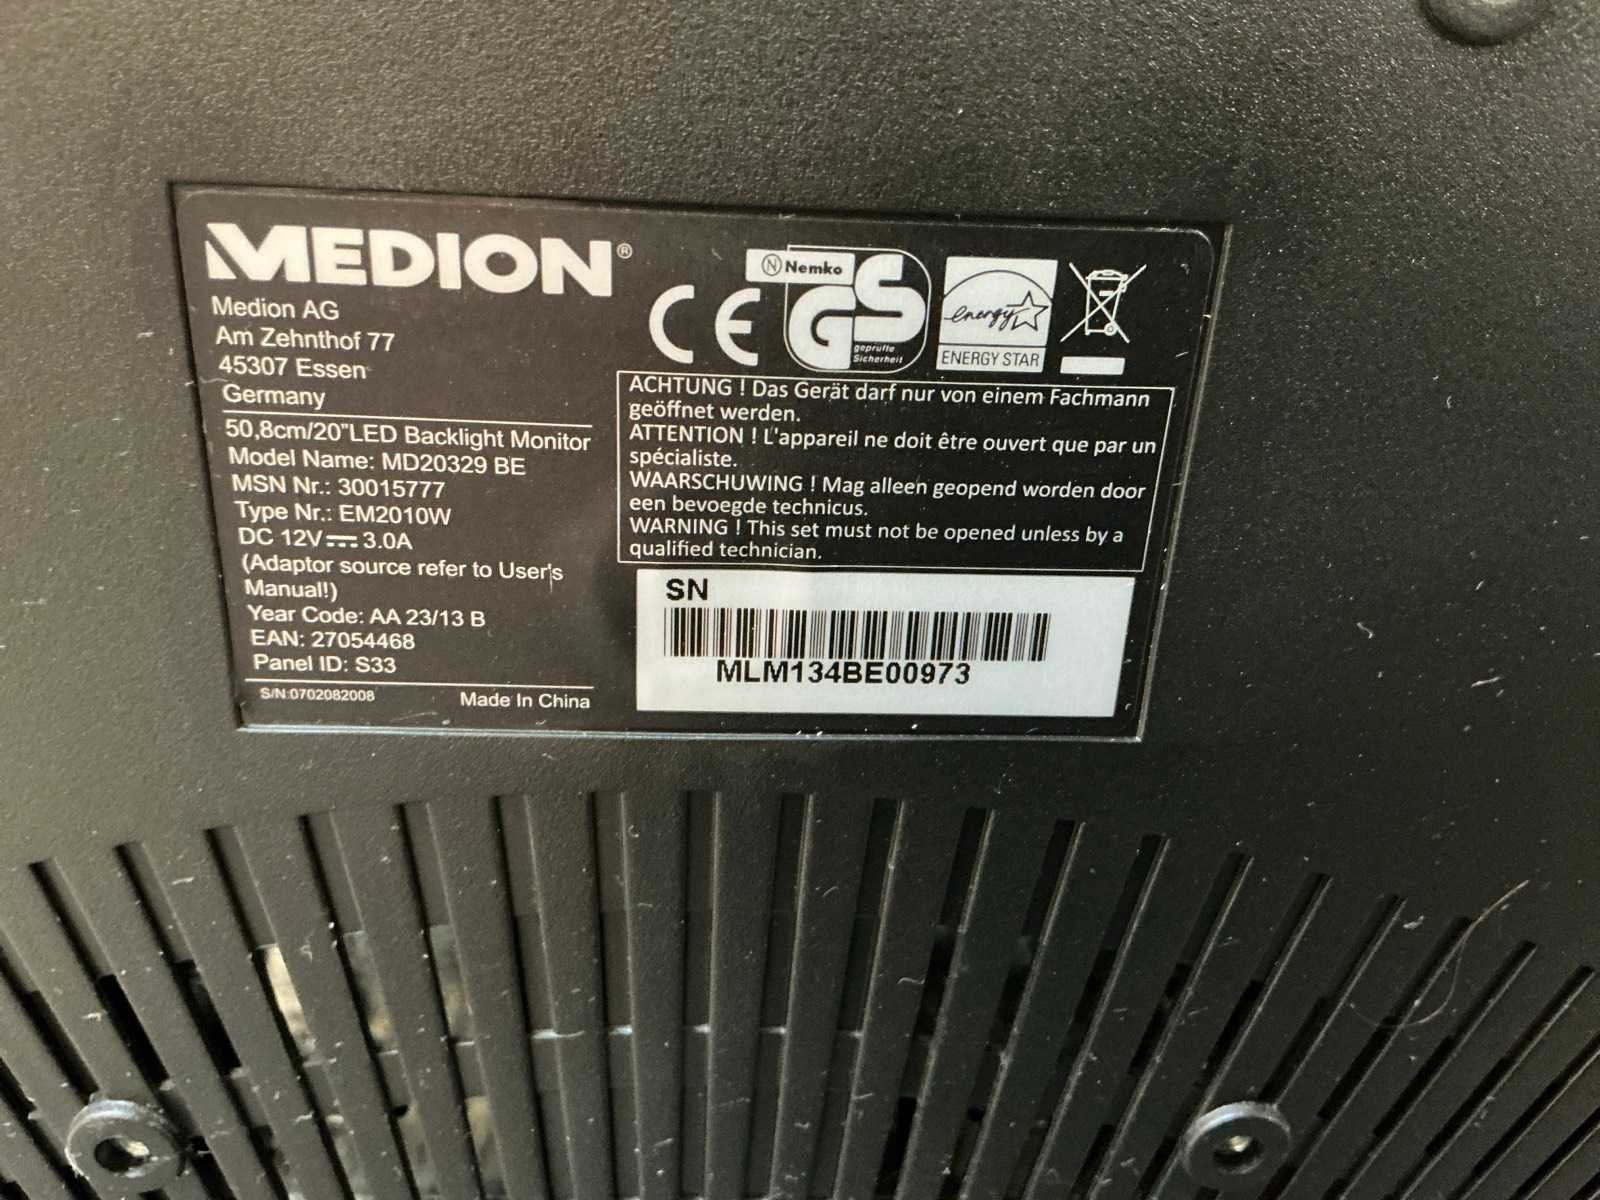 MEDION®
Medion AG
Am Zehnthof 77
45307 Essen
Germany
50,8cm/20"LED Backlight Monitor
Model Name: MD20329 BE
MSN Nr.: 30015777
Type Nr.: EM2010W
DC 12V⎓3.0A
(Adaptor source refer to User's
Manual!)
Year Code: AA 23/13 B
EAN: 27054468
Panel ID: S33
S/N:0702082008
Made In China
CE
N Nemko
GS
geprüfte
Sicherheit
energy
ENERGY STAR
ACHTUNG ! Das Gerät darf nur von einem Fachmann
geöffnet werden.
ATTENTION ! L'appareil ne doit être ouvert que par un
spécialiste.
WAARSCHUWING ! Mag alleen geopend worden door
een bevoegde technicus.
WARNING ! This set must not be opened unless by a
qualified technician.
SN
MLM134BE00973